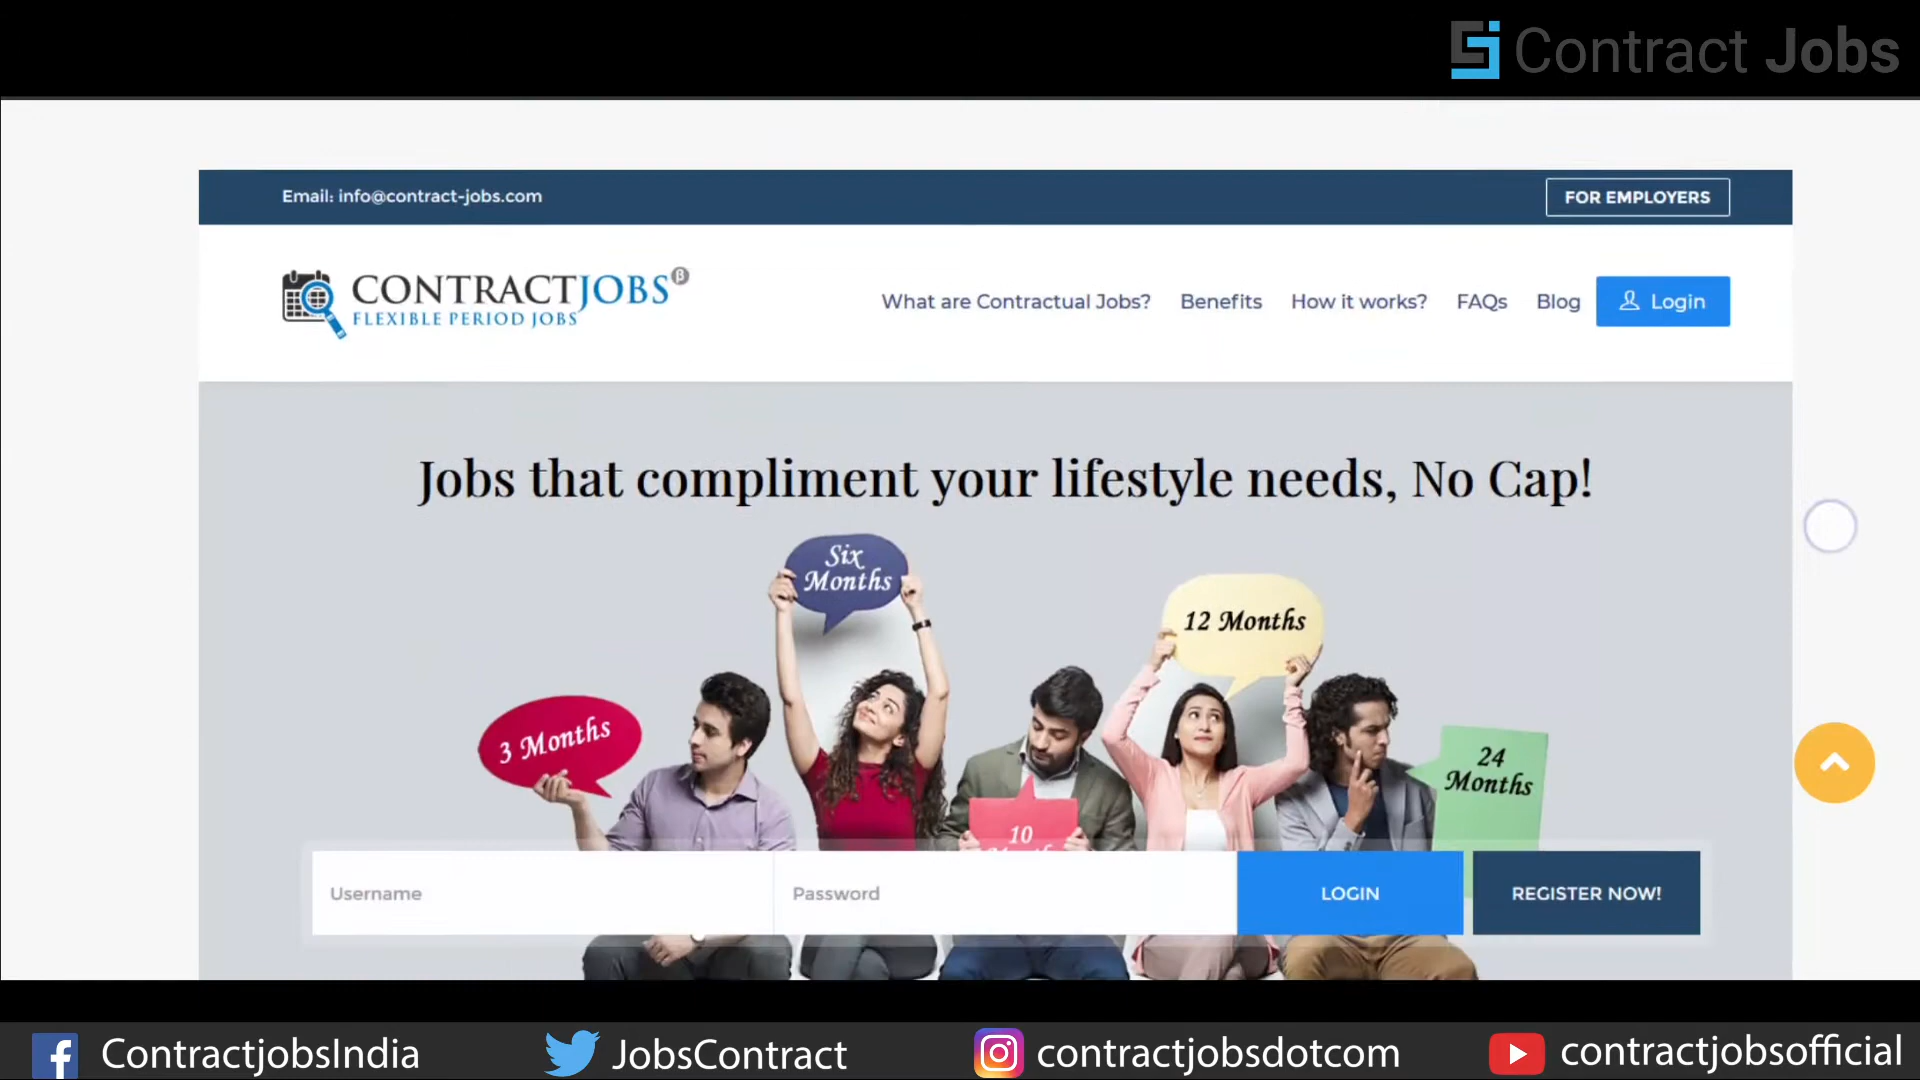 Contract Jobs
Email: info@contract-jobs.com
FOR EMPLOYERS
CONTRACTJOBS β
FLEXIBLE PERIOD JOBS
What are Contractual Jobs?
Benefits
How it works?
FAQs
Blog
Login
Jobs that compliment your lifestyle needs, No Cap!
Six
Months
12 Months
3 Months
24
Months
10
Username
Password
LOGIN
REGISTER NOW!
ContractjobsIndia
JobsContract
contractjobsdotcom
contractjobsofficial